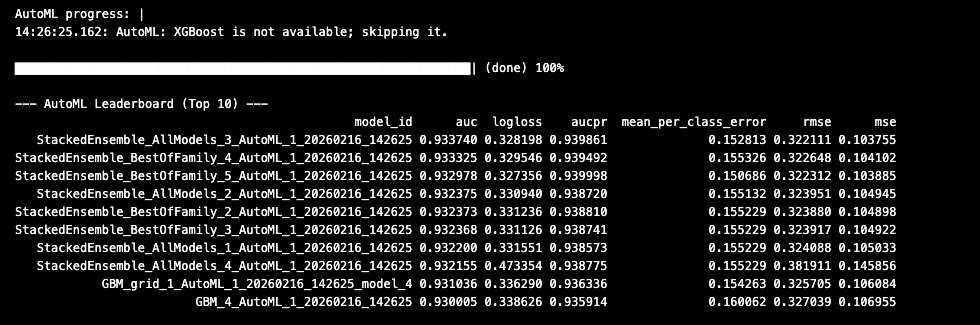 AutoML progress: |
14:26:25.162: AutoML: XGBoost is not available; skipping it.
| (done) 100%
--- AutoML Leaderboard (Top 10) ---
model_id auc logloss aucpr mean_per_class_error rmse mse
StackedEnsemble_AllModels_3_AutoML_1_20260216_142625 0.933740 0.328198 0.939861 0.152813 0.322111 0.103755
StackedEnsemble_BestOfFamily_4_AutoML_1_20260216_142625 0.933325 0.329546 0.939492 0.155326 0.322648 0.104102
StackedEnsemble_BestOfFamily_5_AutoML_1_20260216_142625 0.932978 0.327356 0.939998 0.150686 0.322312 0.103885
StackedEnsemble_AllModels_2_AutoML_1_20260216_142625 0.932375 0.330940 0.938720 0.155132 0.323951 0.104945
StackedEnsemble_BestOfFamily_2_AutoML_1_20260216_142625 0.932373 0.331236 0.938810 0.155229 0.323880 0.104898
StackedEnsemble_BestOfFamily_3_AutoML_1_20260216_142625 0.932368 0.331126 0.938741 0.155229 0.323917 0.104922
StackedEnsemble_AllModels_1_AutoML_1_20260216_142625 0.932200 0.331551 0.938573 0.155229 0.324088 0.105033
StackedEnsemble_AllModels_4_AutoML_1_20260216_142625 0.932155 0.473354 0.938775 0.155229 0.381911 0.145856
GBM_grid_1_AutoML_1_20260216_142625_model_4 0.931036 0.336290 0.936336 0.154263 0.325705 0.106084
GBM_4_AutoML_1_20260216_142625 0.930005 0.338626 0.935914 0.160062 0.327039 0.106955